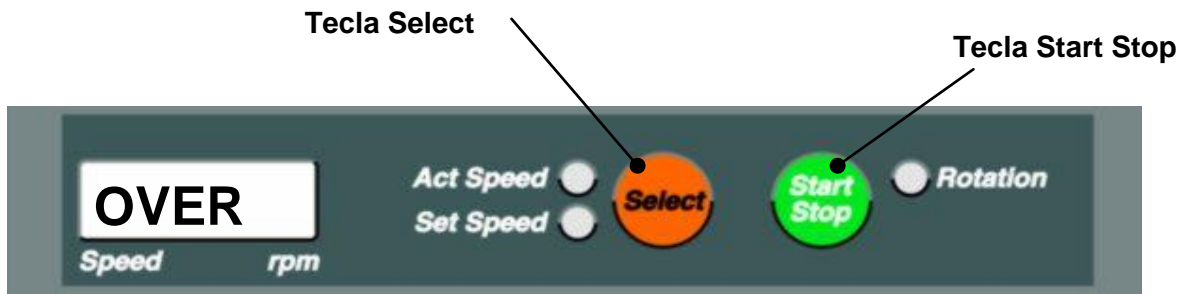 Tecla Select
Tecla Start Stop
OVER
Speed rpm
Act Speed
Set Speed
Select
Start
Stop
Rotation